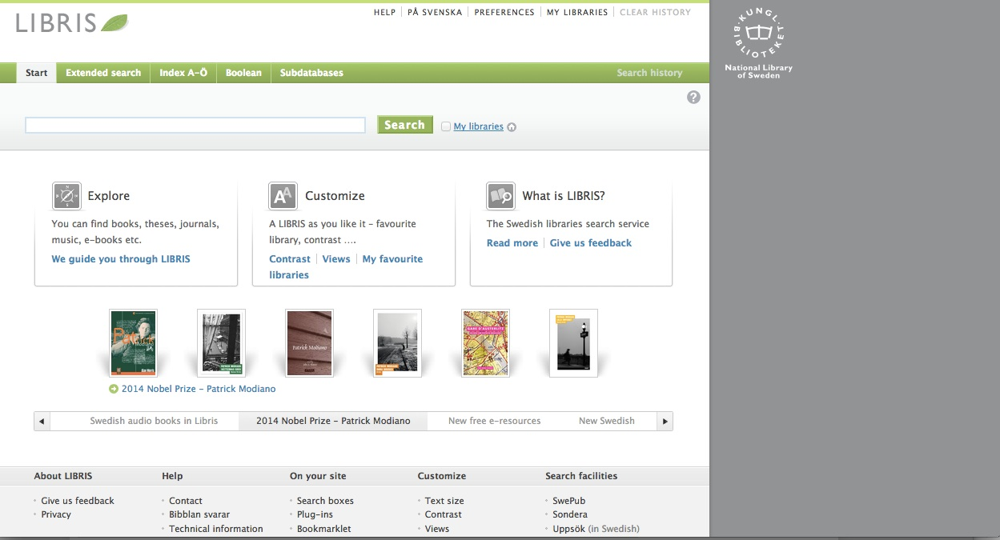 LIBRIS
HELP PÅ SVENSKA PREFERENCES MY LIBRARIES CLEAR HISTORY
KUNGL. BIBLIOTEKET
National Library
of Sweden
Start Extended search Index A-Ö Boolean Subdatabases Search history
?
Search My libraries
Explore
You can find books, theses, journals,
music, e-books etc.
We guide you through LIBRIS
Customize
A LIBRIS as you like it - favourite
library, contrast ....
Contrast Views My favourite
libraries
What is LIBRIS?
The Swedish libraries search service
Read more Give us feedback
Patrick
Patrick Modiano
GARE D'AUSTERLITZ
2014 Nobel Prize - Patrick Modiano
Swedish audio books in Libris 2014 Nobel Prize - Patrick Modiano New free e-resources New Swedish
About LIBRIS
Give us feedback
Privacy
Help
Contact
Bibblan svarar
Technical information
On your site
Search boxes
Plug-ins
Bookmarklet
Customize
Text size
Contrast
Views
Search facilities
SwePub
Sondera
Uppsök (in Swedish)